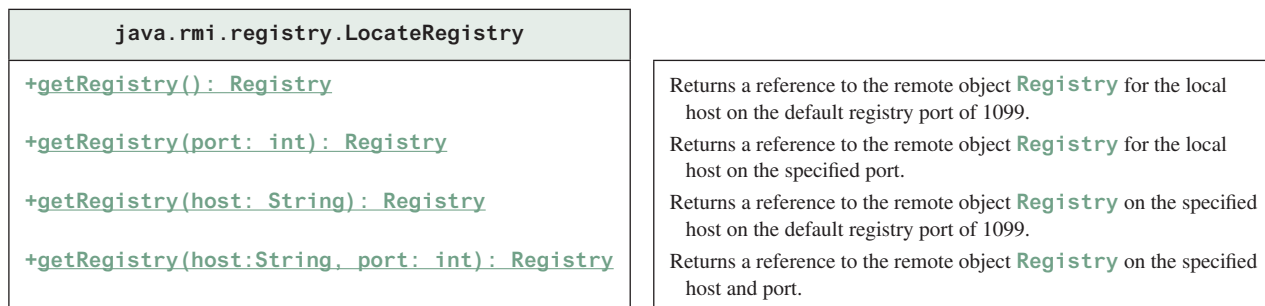 java.rmi.registry.LocateRegistry
+getRegistry(): Registry
Returns a reference to the remote object Registry for the local
host on the default registry port of 1099.
+getRegistry(port: int): Registry
Returns a reference to the remote object Registry for the local
host on the specified port.
+getRegistry(host: String): Registry
Returns a reference to the remote object Registry on the specified
host on the default registry port of 1099.
+getRegistry(host:String, port: int): Registry
Returns a reference to the remote object Registry on the specified
host and port.